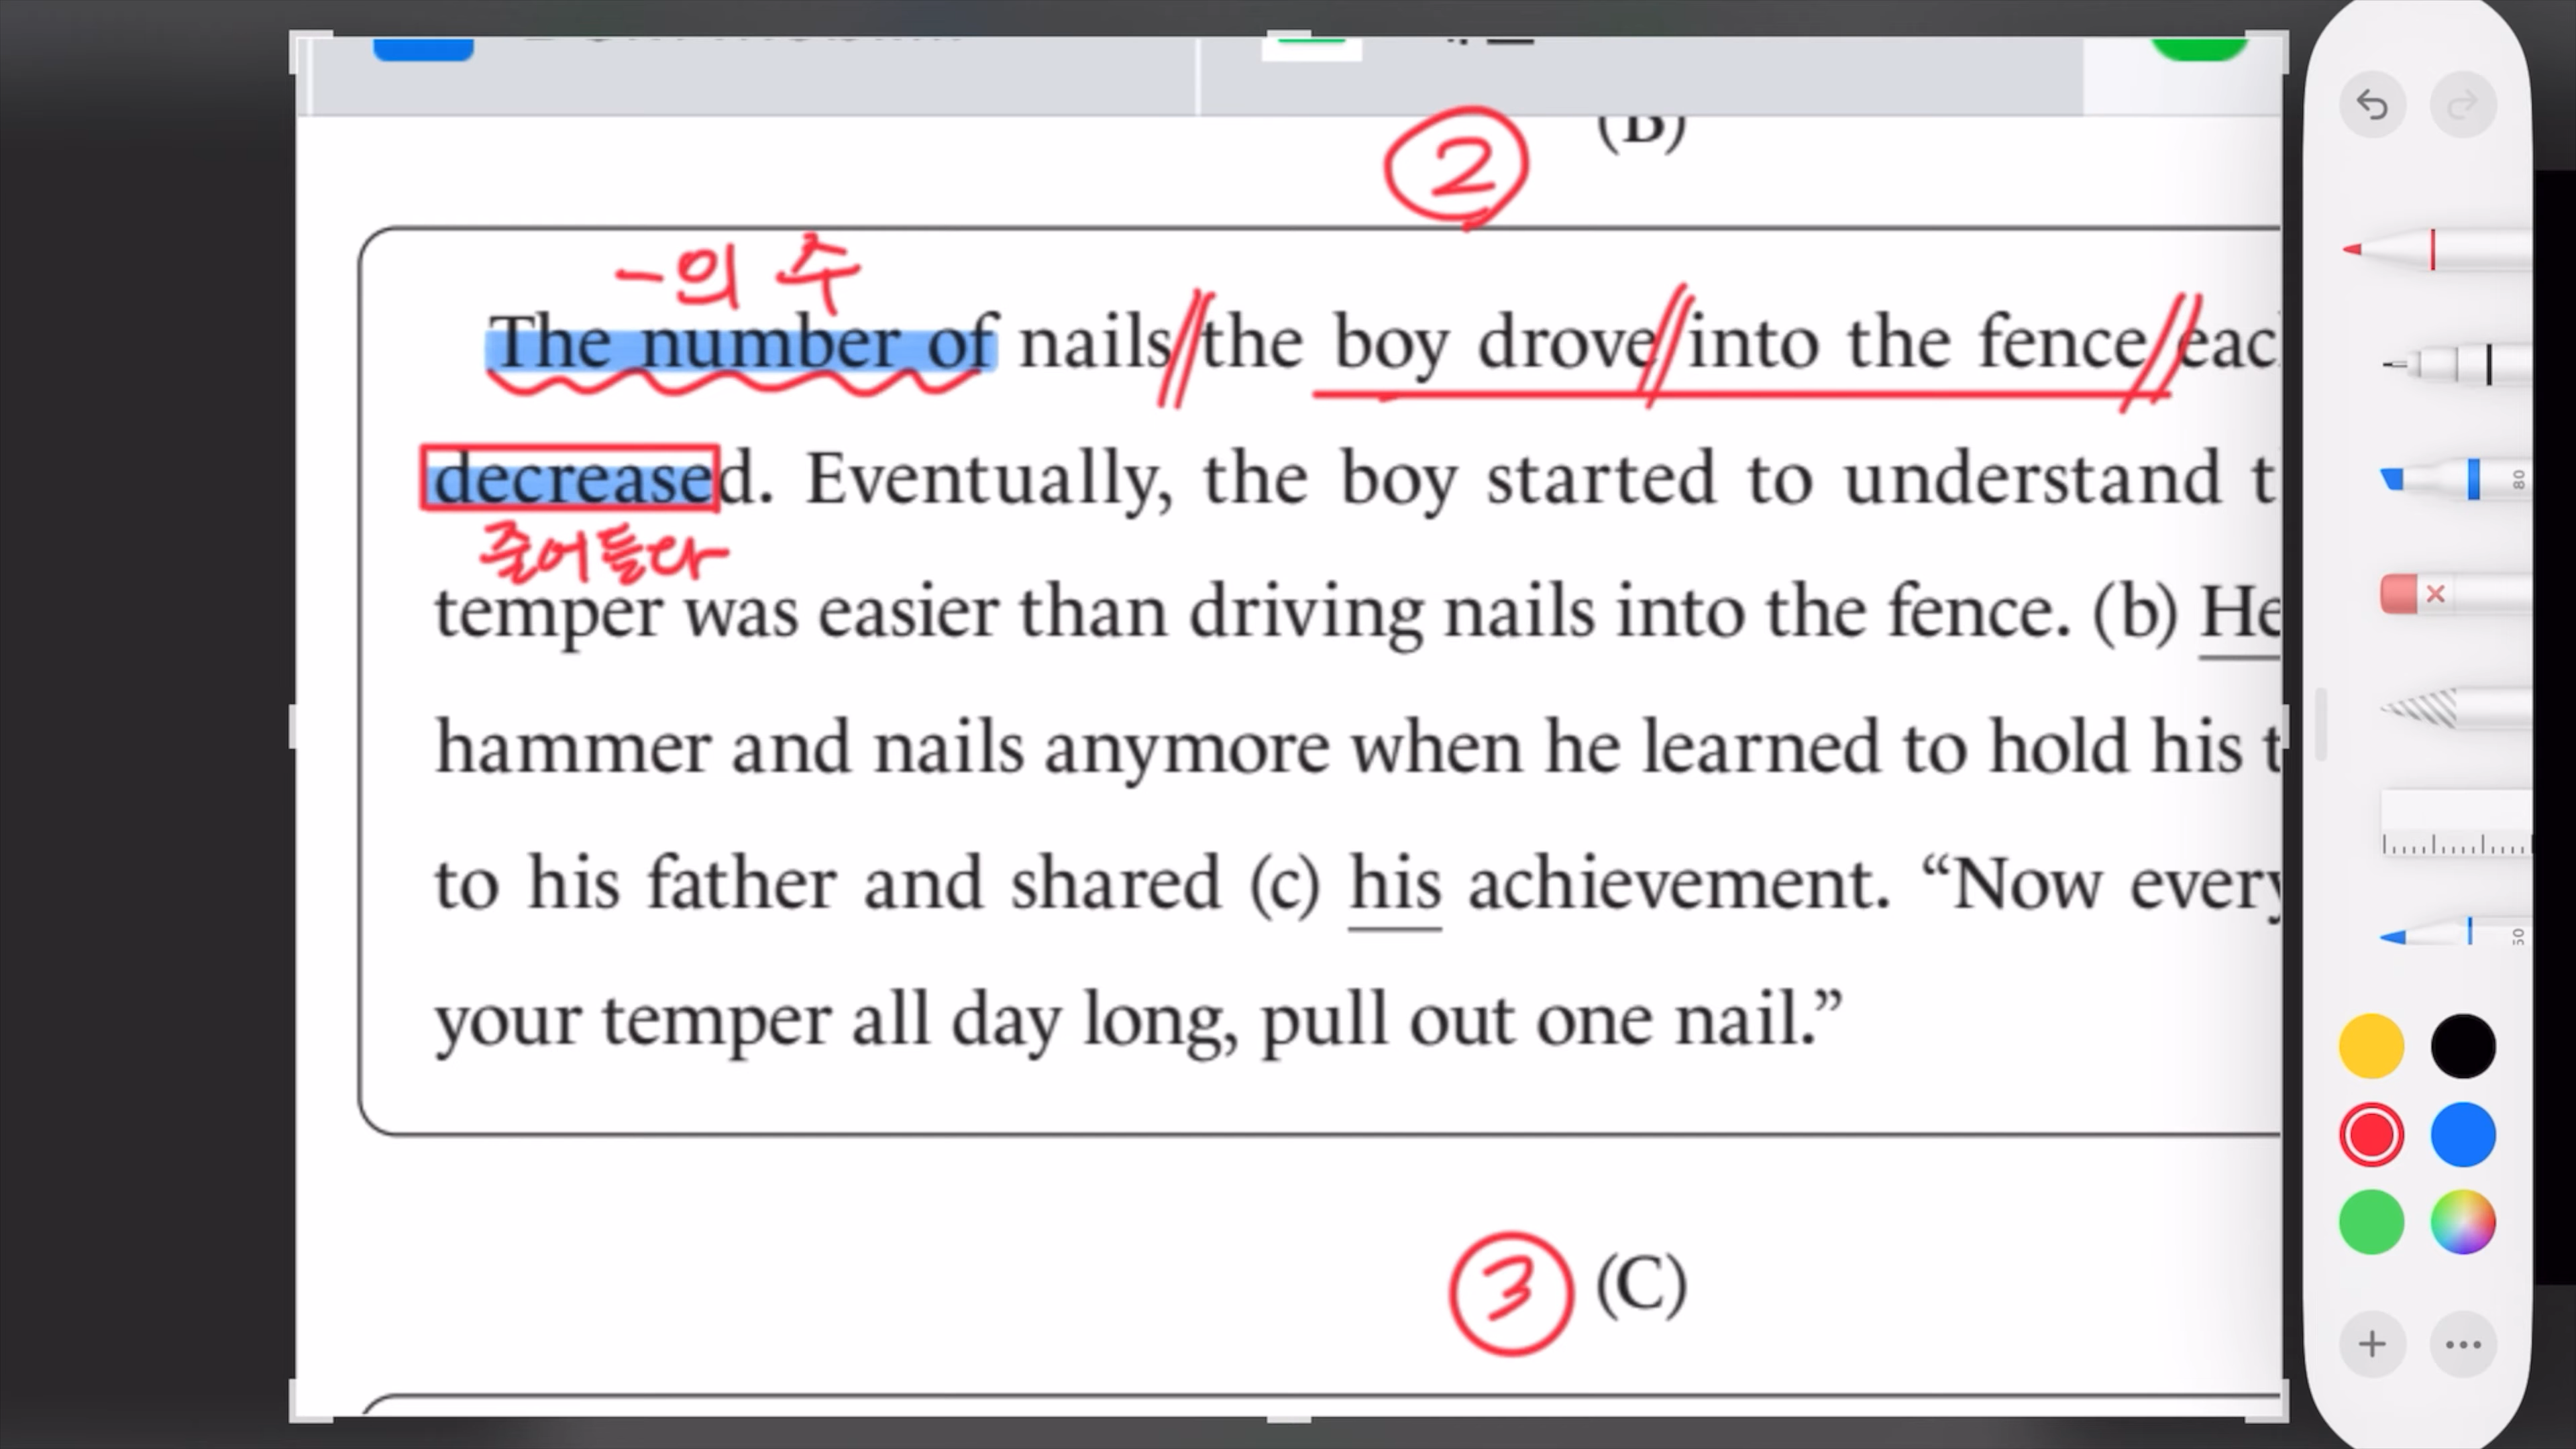 ② (B)
-의 수
The number of nails the boy drove into the fence
decreased. Eventually, the boy started to understand
줄어들다
temper was easier than driving nails into the fence. (b) He
hammer and nails anymore when he learned to hold his
to his father and shared (c) his achievement. “Now
your temper all day long, pull out one nail.”
③ (C)
80
50